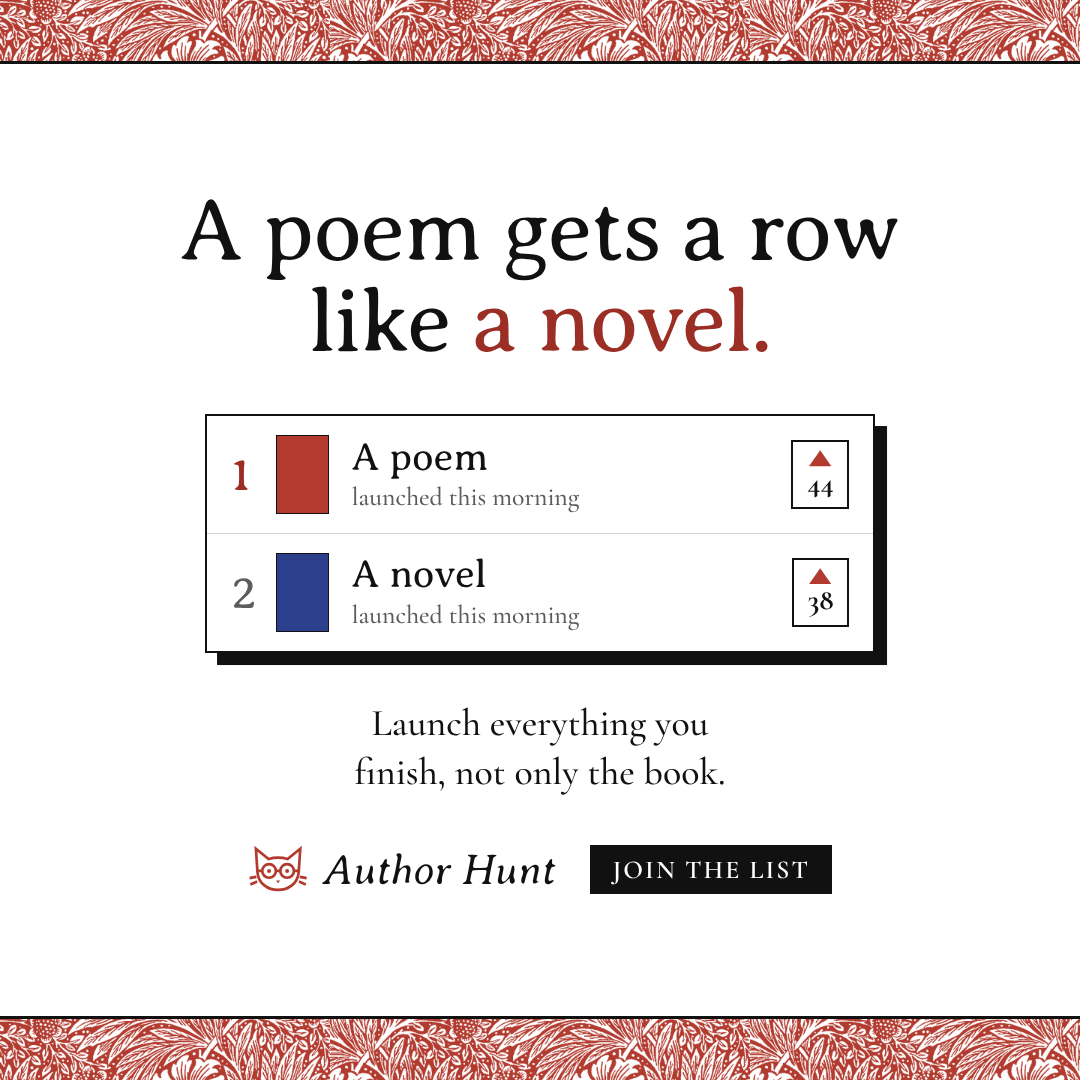 A poem gets a row
like a novel.
1
A poem
launched this morning
44
2
A novel
launched this morning
38
Launch everything you
finish, not only the book.
Author Hunt
JOIN THE LIST